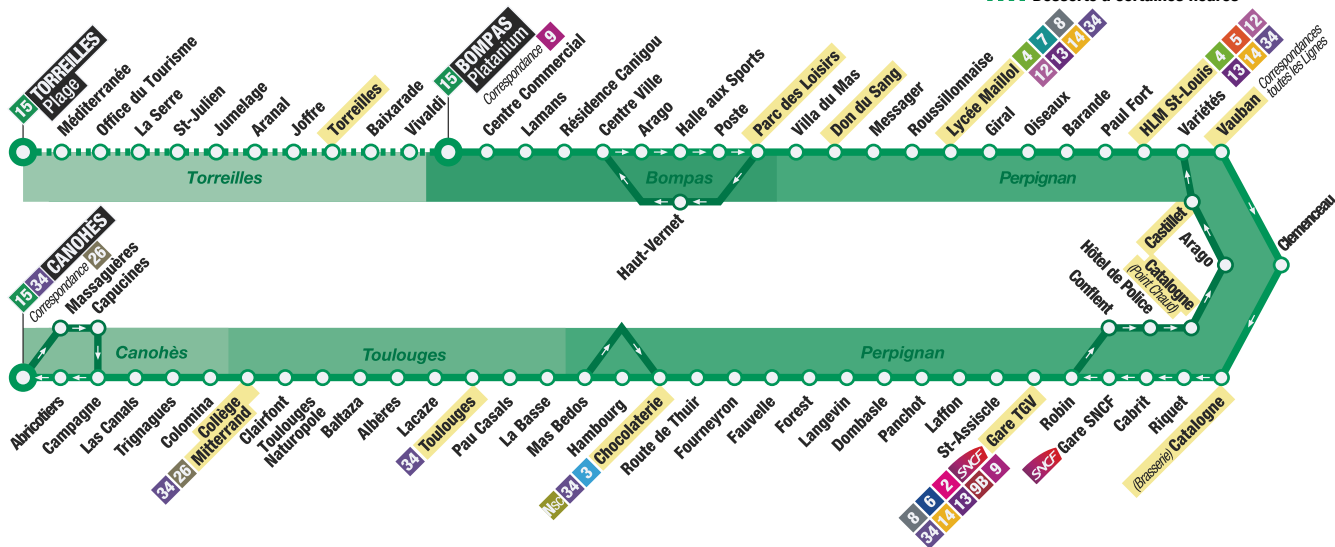 Desserts à certaines heures
15 TORREILLES
Plage
Méditerranée
Office du Tourisme
La Serre
St-Julien
Jumelage
Aranal
Joffre
Torreilles
Baixarade
Vivaldi
15 BOMPAS
Platanium
Correspondance 9
Centre Commercial
Lamans
Résidence Canigou
Centre Ville
Arago
Halle aux Sports
Poste
Parc des Loisirs
Villa du Mas
Don du Sang
Messager
Roussillonnaise
Lycée Maillol 4 7 8
12 13 14 34
Giral
Oiseaux
Barande
Paul Fort
HLM St-Louis 4 5 12
13 14 34
Variétés
Vauban
Correspondances
toutes les Lignes
Torreilles
Bompas
Perpignan
Haut-Vernet
Clemenceau
Castillet
Arago
Catalogne
(Point Chaud)
Hôtel de Police
Conflent
15 34 CANOHÈS
Correspondance 26
Massaguères
Capucines
Canohès
Toulouges
Perpignan
Abricotiers
Campagne
Las Canals
Trignagues
Colomina
Collège
Mitterrand
34 26
Clairfont
Toulouges
Naturopole
Baltaza
Albères
Lacaze
Toulouges
34
Pau Casals
La Basse
Mas Bedos
Hambourg
Chocolaterie
Nsc 34 3
Route de Thuir
Fourneyron
Fauvelle
Forest
Langevin
Dombasle
Panchot
Laffon
St-Assiscle
Gare TGV
SNCF
8 6 2
34 14 13 9B 9
Robin
Gare SNCF
SNCF
Cabrit
Riquet
(Brasserie) Catalogne